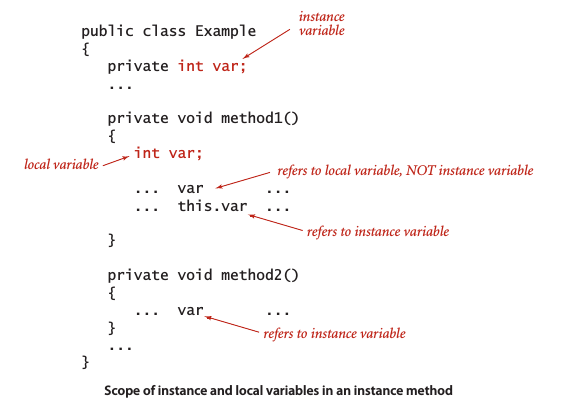 instance
variable
public class Example
{
private int var;
...
private void method1()
{
local variable
int var;
refers to local variable, NOT instance variable
... var ...
... this.var ...
refers to instance variable
}
private void method2()
{
... var ...
}
refers to instance variable
...
}
Scope of instance and local variables in an instance method